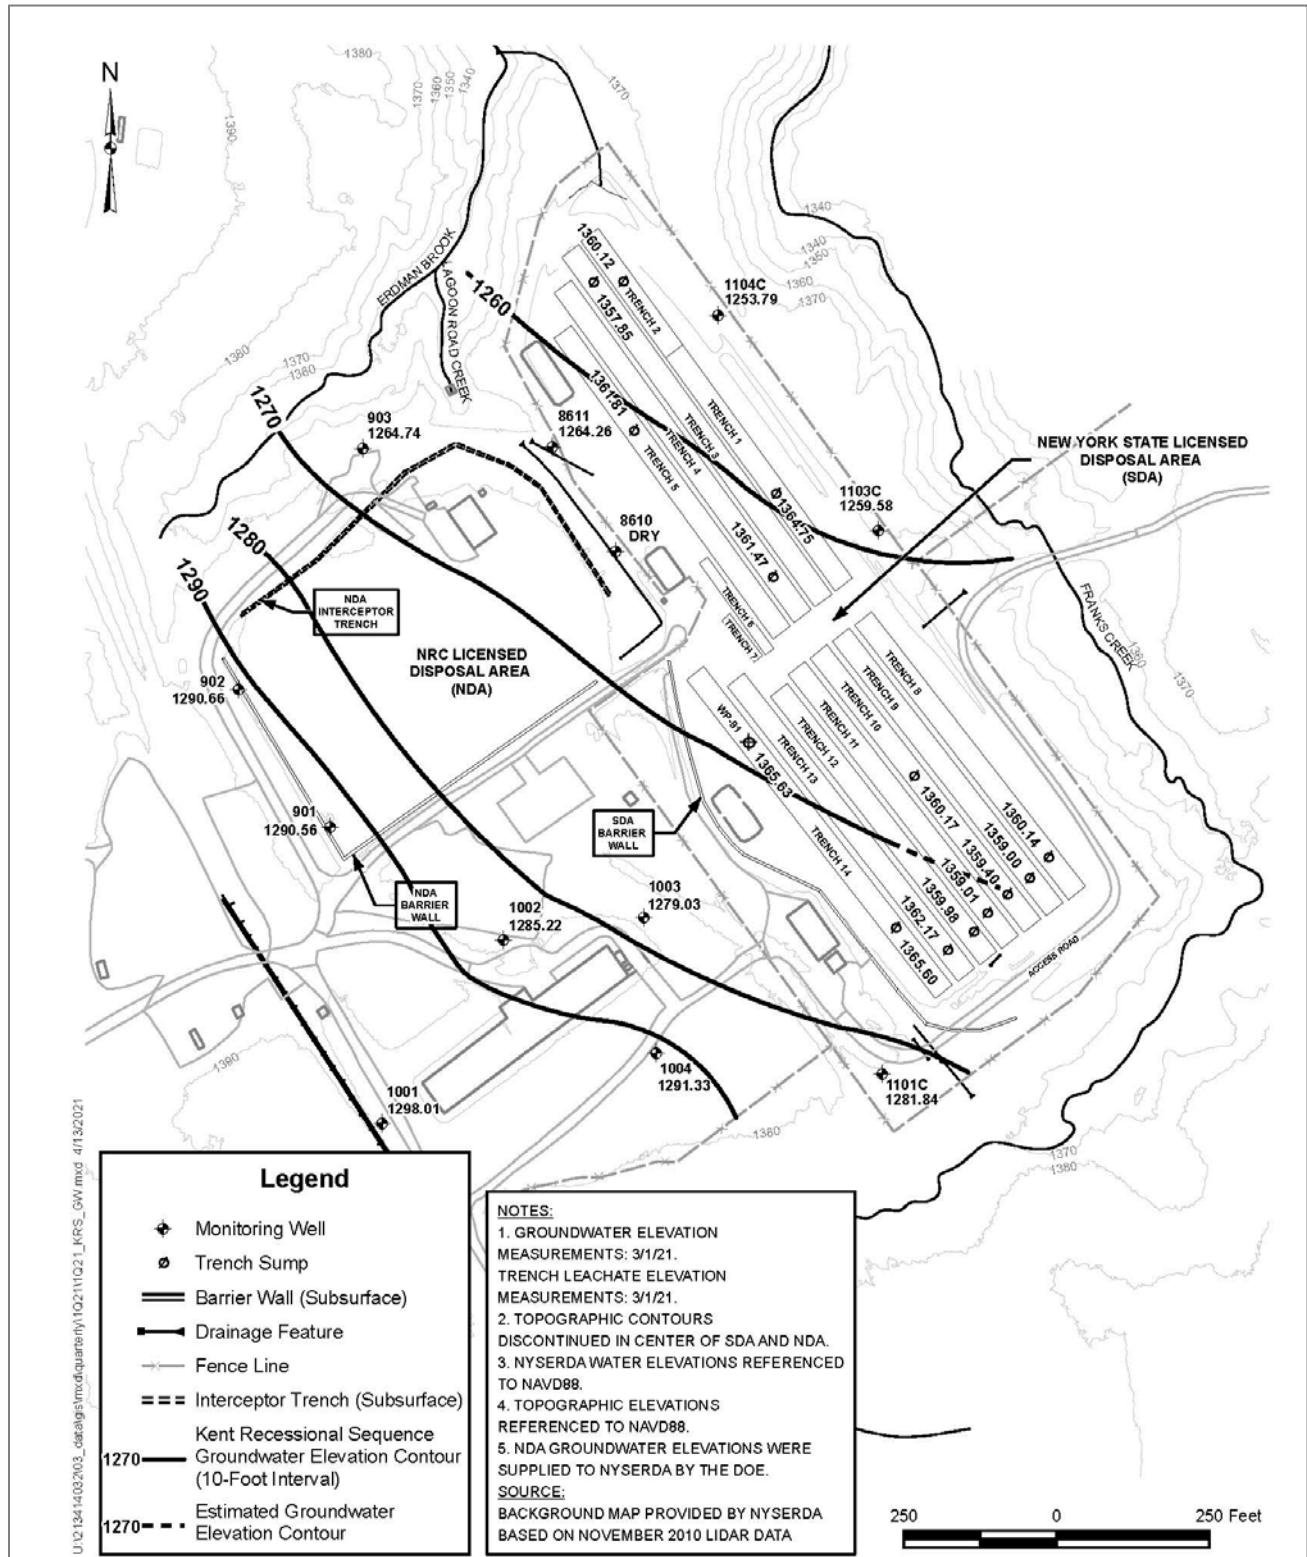 1380
1370
1360
1350
1340
1370
N
1390
1340
1340
1350
1360
1370
ERDMAN BROOK
LAGOON ROAD CREEK
1260
1360.12
TRENCH 2
1357.85
1104C
1253.79
1380
1370
1360
1270
903
1264.74
8611
1264.26
1361.81
TRENCH 1
TRENCH 3
TRENCH 4
TRENCH 5
NEW YORK STATE LICENSED
DISPOSAL AREA
(SDA)
1103C
1259.58
1364.75
1361.47
8610
DRY
1280
1290
NDA
INTERCEPTOR
TRENCH
TRENCH 6
TRENCH 7
FRANKS CREEK
1360
1370
NRC LICENSED
DISPOSAL AREA
(NDA)
902
1290.66
TRENCH 8
TRENCH 9
TRENCH 10
TRENCH 11
TRENCH 12
TRENCH 13
WP-91
1365.63
901
1290.56
SDA
BARRIER
WALL
TRENCH 14
1360.17
1360.14
1359.00
1359.40
1359.01
1359.98
1362.17
1365.60
NDA
BARRIER
WALL
1003
1279.03
1002
1285.22
ACCESS ROAD
1390
1004
1291.33
1001
1298.01
1101C
1281.84
1380
1370
1380
U:\213414032\03_data\gis\mxd\quarterly\1Q21\1Q21_KRS_GW.mxd 4/13/2021
Legend
Monitoring Well
Trench Sump
Barrier Wall (Subsurface)
Drainage Feature
Fence Line
Interceptor Trench (Subsurface)
Kent Recessional Sequence
1270 Groundwater Elevation Contour
(10-Foot Interval)
Estimated Groundwater
1270 Elevation Contour
NOTES:
1. GROUNDWATER ELEVATION
MEASUREMENTS: 3/1/21.
TRENCH LEACHATE ELEVATION
MEASUREMENTS: 3/1/21.
2. TOPOGRAPHIC CONTOURS
DISCONTINUED IN CENTER OF SDA AND NDA.
3. NYSERDA WATER ELEVATIONS REFERENCED
TO NAVD88.
4. TOPOGRAPHIC ELEVATIONS
REFERENCED TO NAVD88.
5. NDA GROUNDWATER ELEVATIONS WERE
SUPPLIED TO NYSERDA BY THE DOE.
SOURCE:
BACKGROUND MAP PROVIDED BY NYSERDA
BASED ON NOVEMBER 2010 LIDAR DATA
250 0 250 Feet